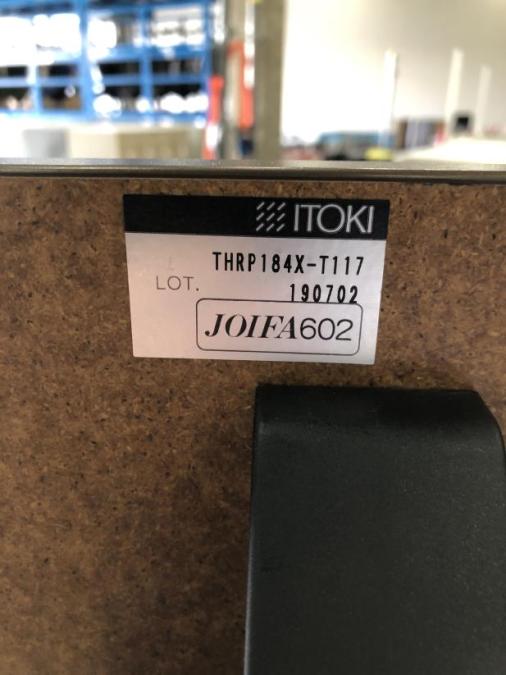 ITOKI
THRP184X-T117
LOT. 190702
JOIFA602